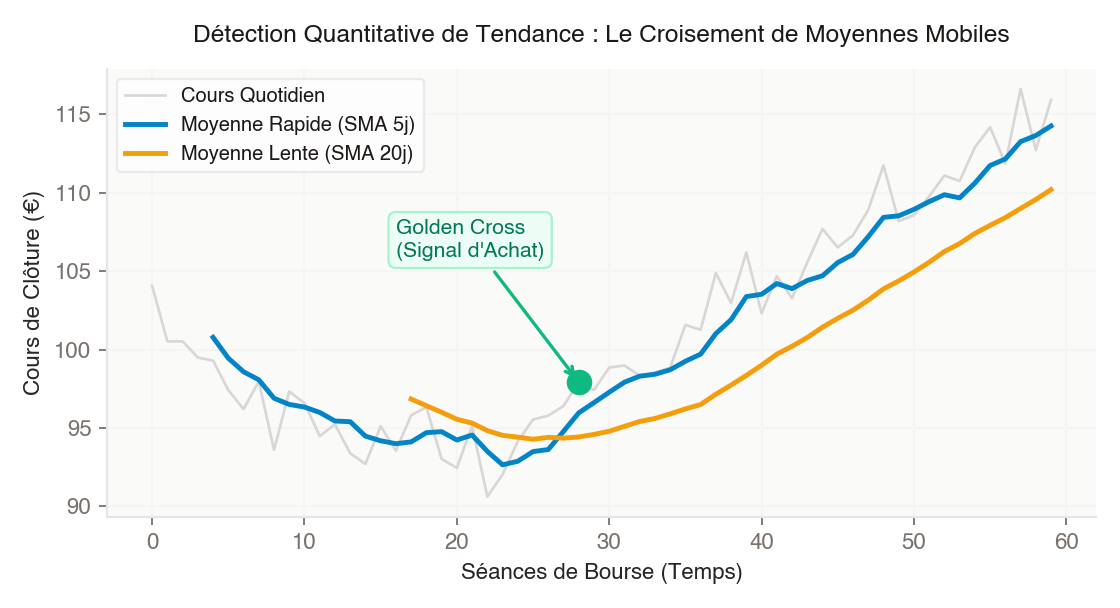 Détection Quantitative de Tendance : Le Croisement de Moyennes Mobiles
Cours Quotidien
Moyenne Rapide (SMA 5j)
Moyenne Lente (SMA 20j)
Golden Cross
(Signal d'Achat)
Cours de Clôture (€)
115
110
105
100
95
90
0 10 20 30 40 50 60
Séances de Bourse (Temps)